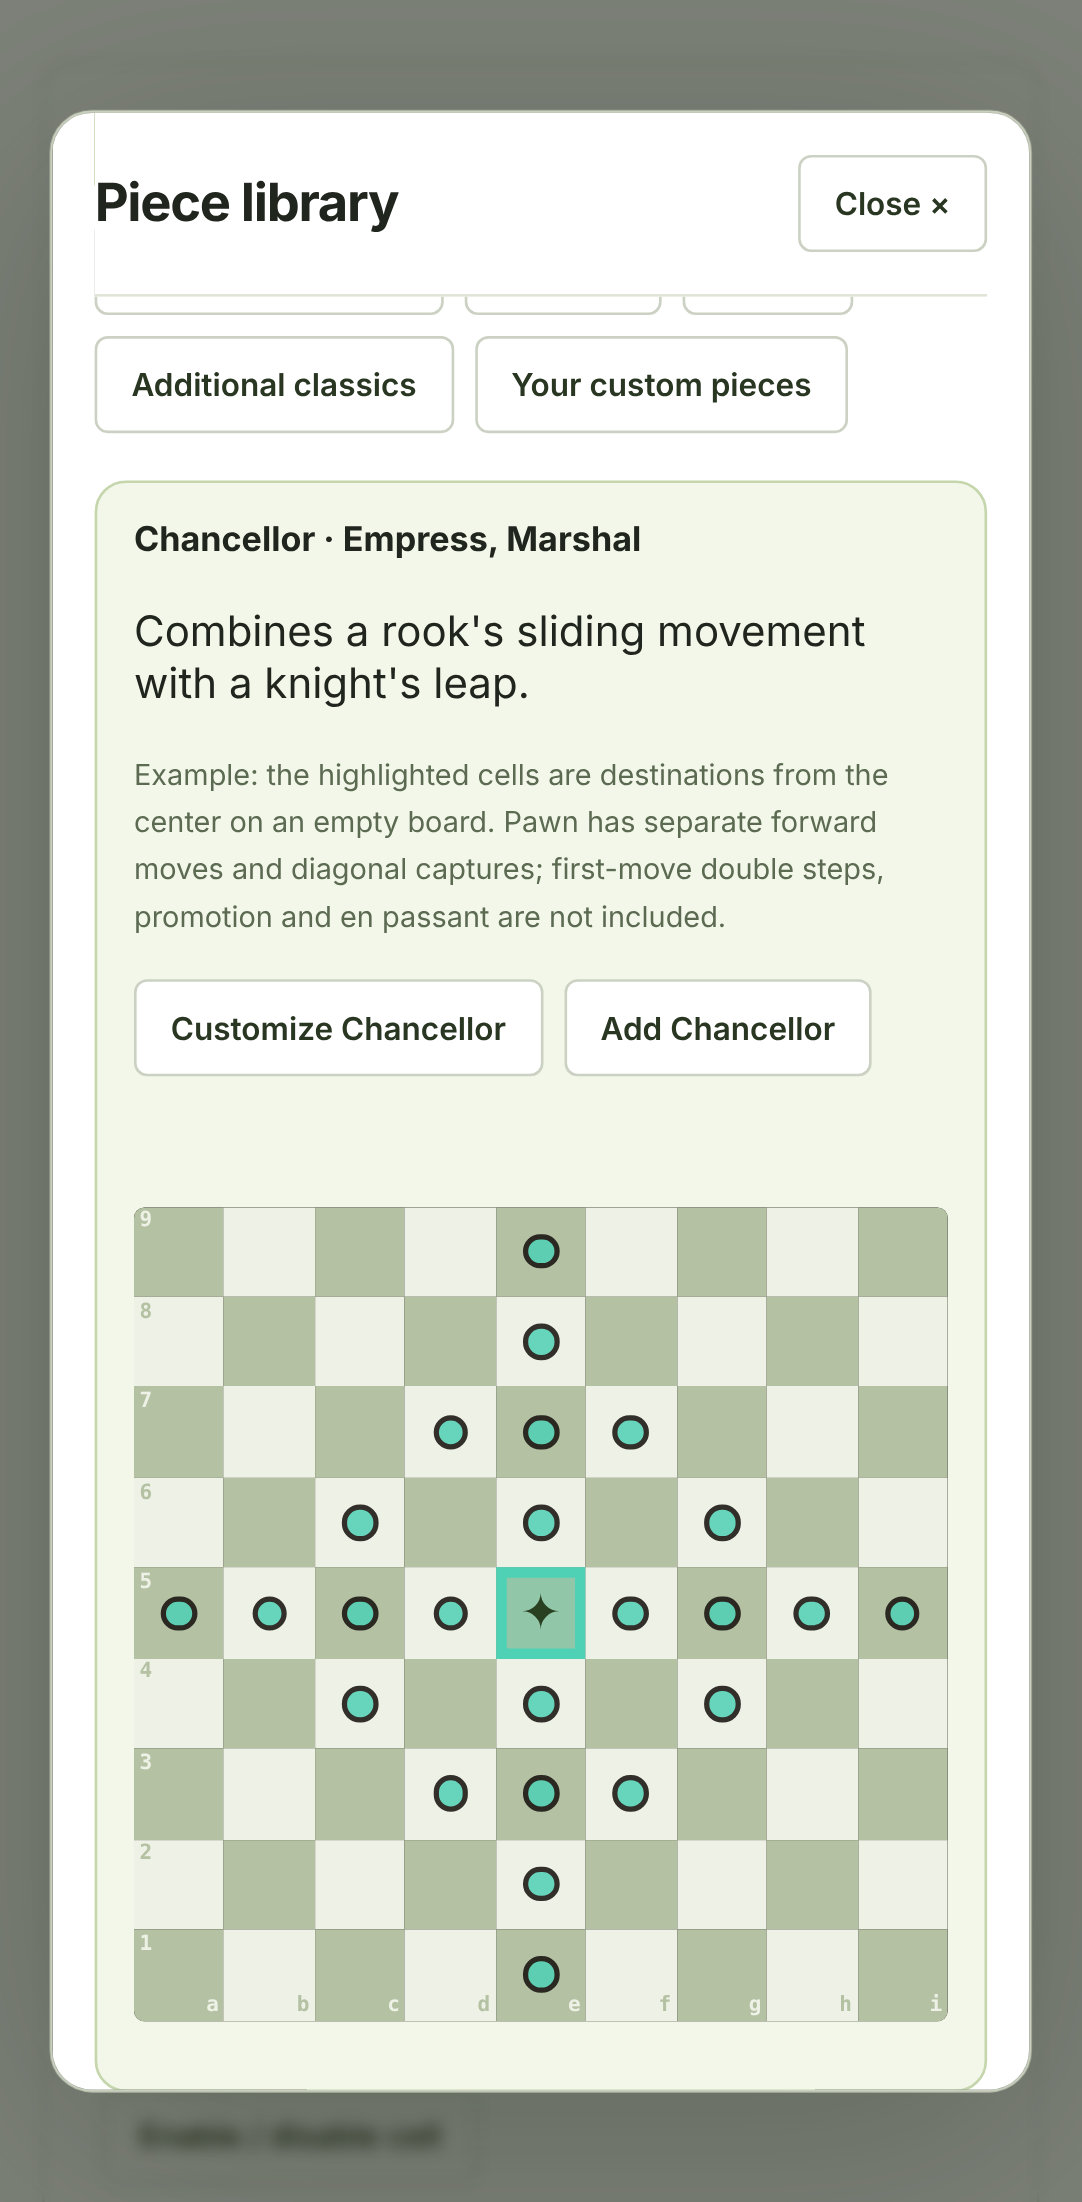 Piece library
Close ×
Additional classics
Your custom pieces
Chancellor · Empress, Marshal
Combines a rook's sliding movement
with a knight's leap.
Example: the highlighted cells are destinations from the
center on an empty board. Pawn has separate forward
moves and diagonal captures; first-move double steps,
promotion and en passant are not included.
Customize Chancellor
Add Chancellor
9
8
7
6
5
4
3
2
1
a b c d e f g h i
Enable / disable cell